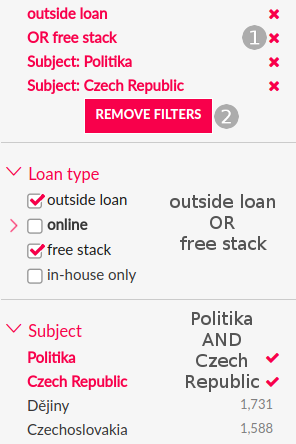 outside loan
OR free stack
1
Subject: Politika
Subject: Czech Republic
REMOVE FILTERS
2
Loan type
outside loan
online
free stack
in-house only
outside loan
OR
free stack
Subject
Politika
Czech Republic
Dějiny 1,731
Czechoslovakia 1,588
Politika
AND
Czech
Republic